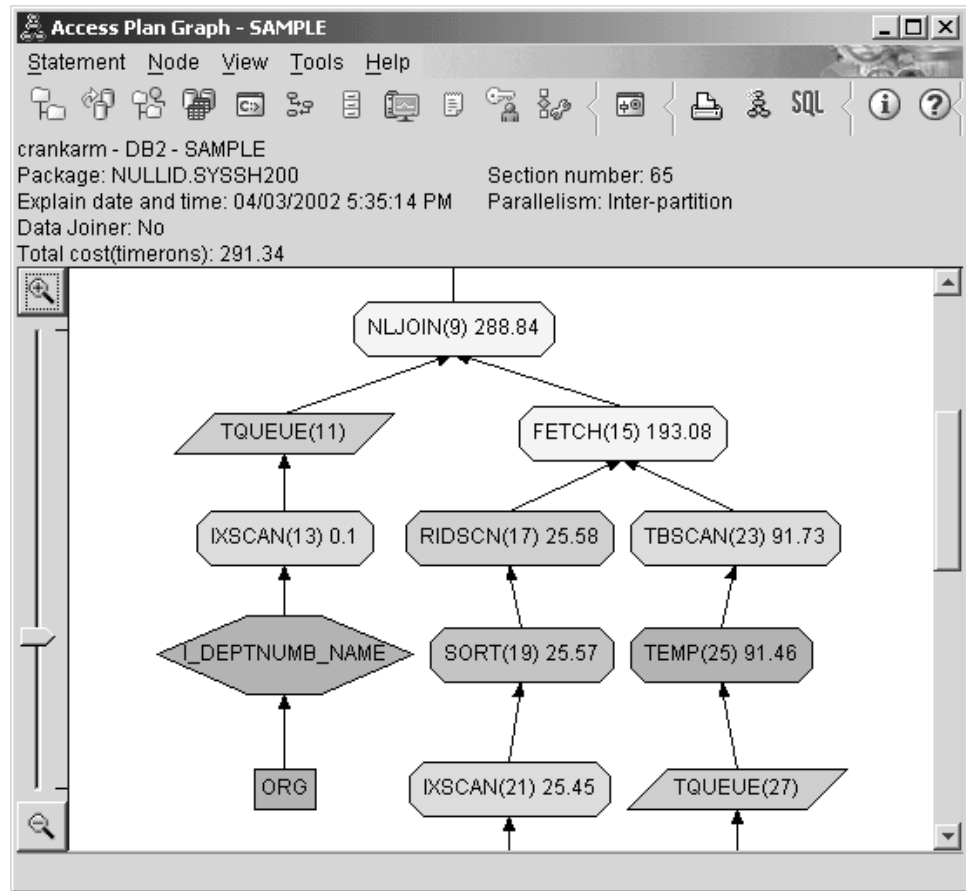 Access Plan Graph - SAMPLE
Statement Node View Tools Help
C:\>
SQL
i ?
crankarm - DB2 - SAMPLE
Package: NULLID.SYSSH200 Section number: 65
Explain date and time: 04/03/2002 5:35:14 PM Parallelism: Inter-partition
Data Joiner: No
Total cost(timerons): 291.34
NLJOIN(9) 288.84
TQUEUE(11) FETCH(15) 193.08
IXSCAN(13) 0.1 RIDSCN(17) 25.58 TBSCAN(23) 91.73
I_DEPTNUMB_NAME SORT(19) 25.57 TEMP(25) 91.46
ORG IXSCAN(21) 25.45 TQUEUE(27)